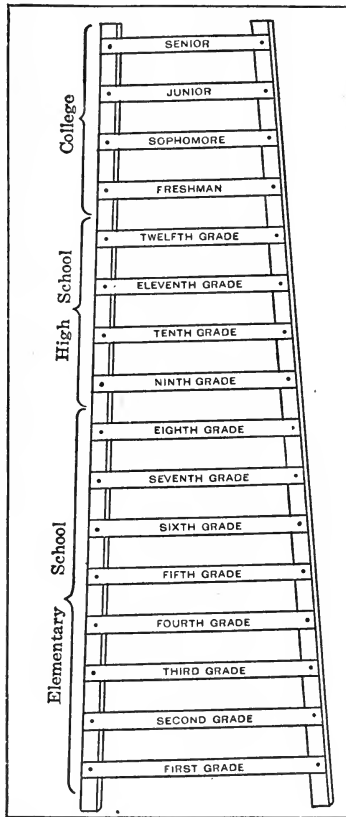 SENIOR
JUNIOR
SOPHOMORE
FRESHMAN
College
TWELFTH GRADE
ELEVENTH GRADE
TENTH GRADE
NINTH GRADE
High School
EIGHTH GRADE
SEVENTH GRADE
SIXTH GRADE
FIFTH GRADE
FOURTH GRADE
THIRD GRADE
SECOND GRADE
FIRST GRADE
Elementary School